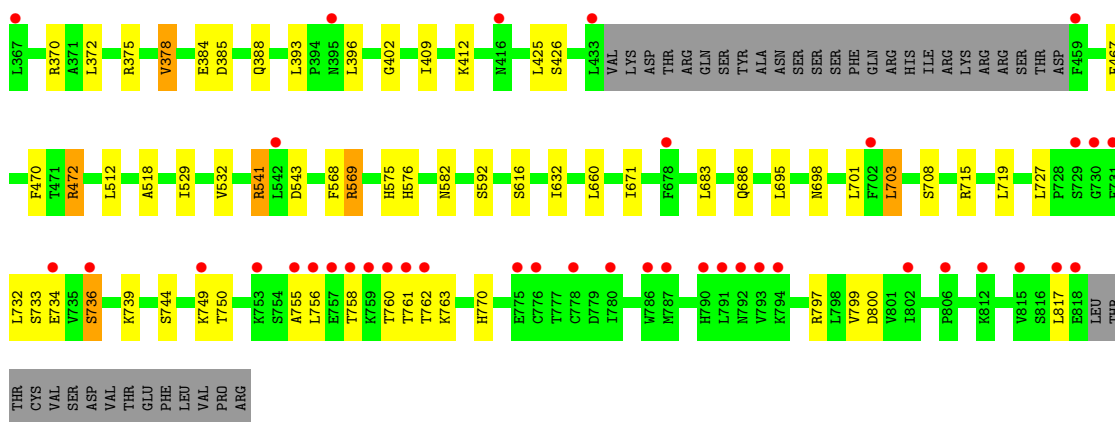 L367 R370 A371 L372 R375 V378 E384 D385 Q388 L393 P394 N395 L396 G402 I409 K412 N416 L425 S426 L433 VAL LYS ASP THR ARG GLN SER TYR ALA ASN SER SER SER PHE GLN ARG HIS ILE ARG LYS ARG ARG SER THR ASP F459
F470 T471 R472 L512 A518 I529 V532 R541 L542 D543 F568 R569 H575 H576 N582 S592 S616 I632 L660 I671 F678 L683 Q686 L695 N698 L701 F702 L703 S708 R715 L719 L727 F728 S729 G730
L732 S733 E734 V735 S736 K739 S744 K749 T750 K753 S754 A755 L756 E757 T758 K759 T760 T761 T762 K763 H770 E775 C776 T777 C778 D779 I780 W786 M787 H790 L791 N792 V793 K794 R797 L798 V799 D800 V801 I802 P806 K812 V815 S816 L817 E818 LEU THR
THR CYS VAL SER ASP VAL THR GLU PHE LEU VAL PRO ARG